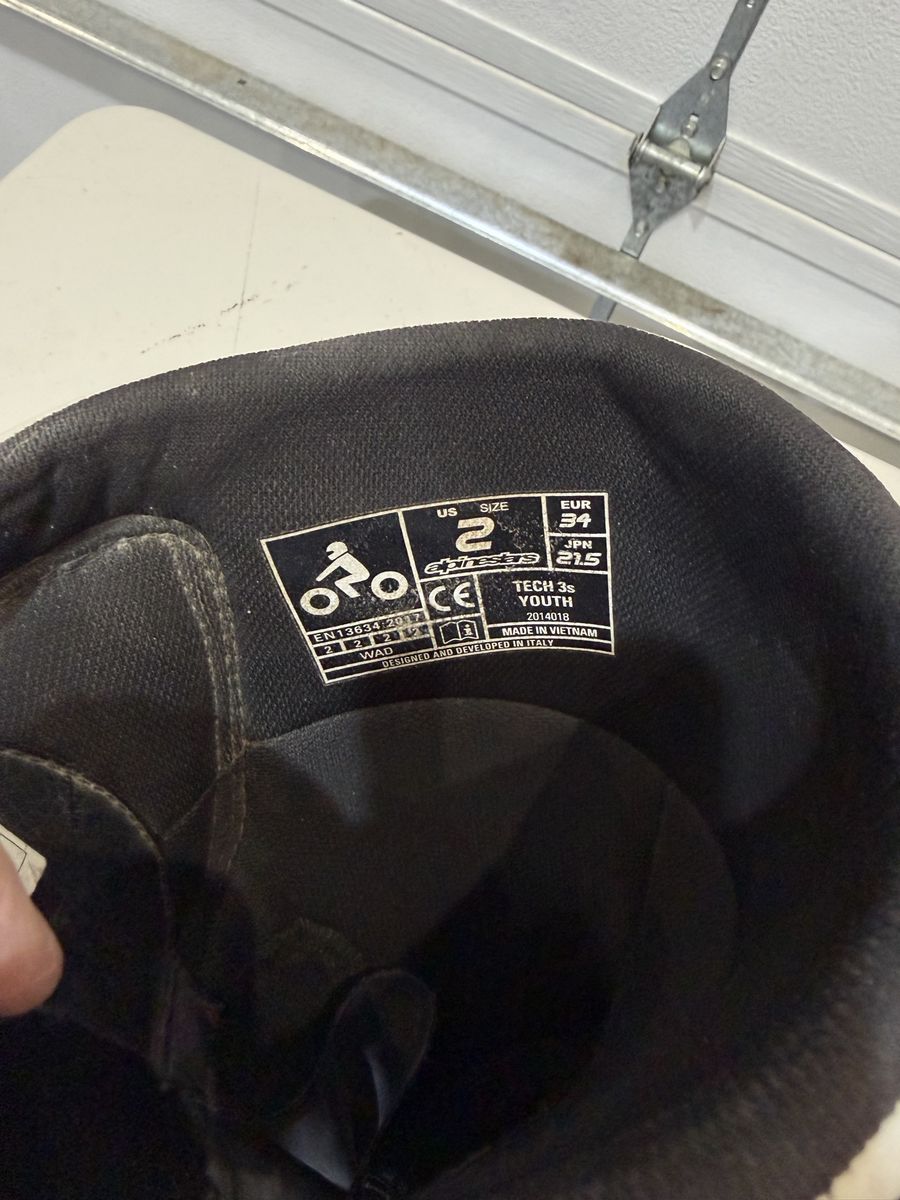 US SIZE
2
alpinestars
EUR
34
JPN
21.5
CE
TECH 3s
YOUTH
2014018
EN13634:2017
2 2 2 2
WAD
i
MADE IN VIETNAM
DESIGNED AND DEVELOPED IN ITALY